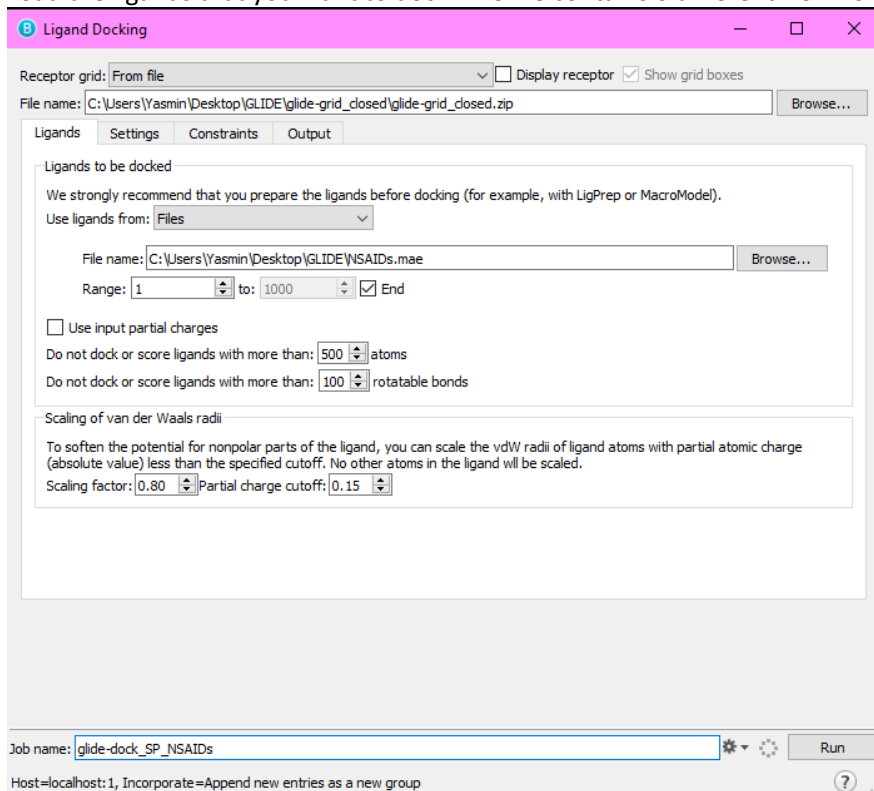 Ligand Docking
Receptor grid: From file Display receptor Show grid boxes
File name: C:\Users\Yasmin\Desktop\GLIDE\glide-grid_closed\glide-grid_closed.zip Browse...
Ligands Settings Constraints Output
Ligands to be docked
We strongly recommend that you prepare the ligands before docking (for example, with LigPrep or MacroModel).
Use ligands from: Files
File name: C:\Users\Yasmin\Desktop\GLIDE\NSAIDs.mae Browse...
Range: 1 to: 1000 End
Use input partial charges
Do not dock or score ligands with more than: 500 atoms
Do not dock or score ligands with more than: 100 rotatable bonds
Scaling of van der Waals radii
To soften the potential for nonpolar parts of the ligand, you can scale the vdW radii of ligand atoms with partial atomic charge
(absolute value) less than the specified cutoff. No other atoms in the ligand will be scaled.
Scaling factor: 0.80 Partial charge cutoff: 0.15
Job name: glide-dock_SP_NSAIDs Run
Host=localhost:1, Incorporate=Append new entries as a new group ?